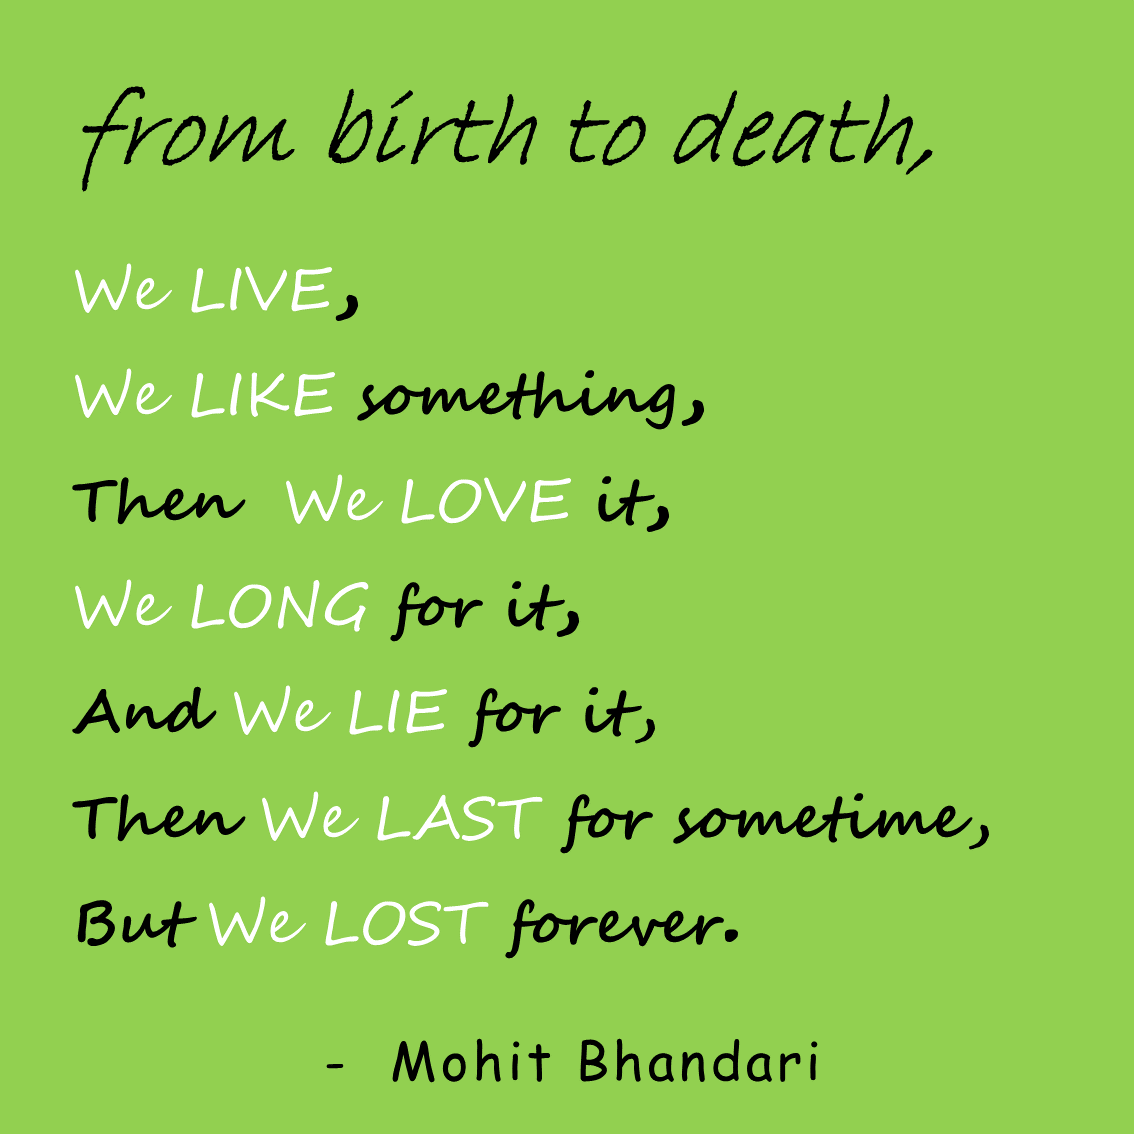 from birth to death,
We LIVE,
We LIKE something,
Then We LOVE it,
We LONG for it,
And We LIE for it,
Then We LAST for sometime,
But We LOST forever.
- Mohit Bhandari